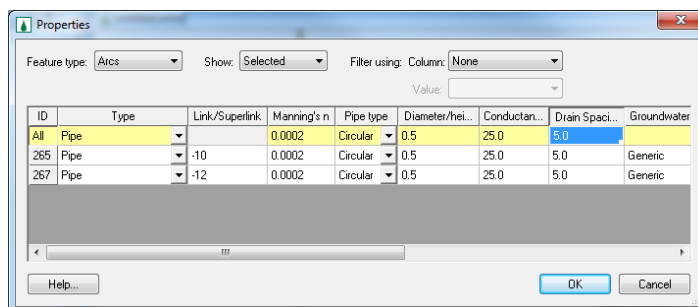 Properties
Feature type: Arcs Show: Selected Filter using: Column: None
Value:
ID Type Link/Superlink Manning's n Pipe type Diameter/hei... Conductan... Drain Spaci... Groundwater
All Pipe 0.0002 Circular 0.5 25.0 5.0
265 Pipe -10 0.0002 Circular 0.5 25.0 5.0 Generic
267 Pipe -12 0.0002 Circular 0.5 25.0 5.0 Generic
Help... OK Cancel